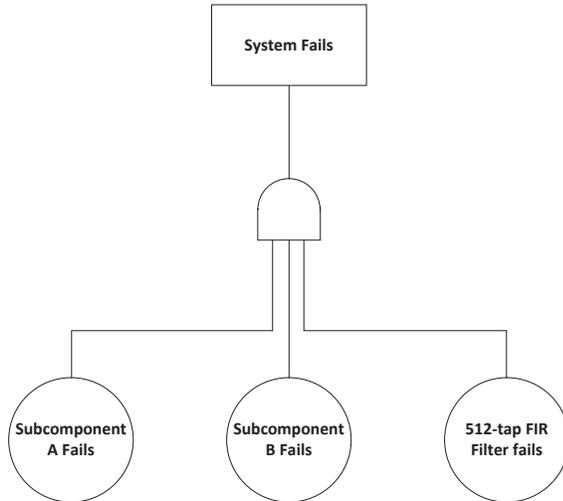 System Fails
Subcomponent
A Fails
Subcomponent
B Fails
512-tap FIR
Filter fails